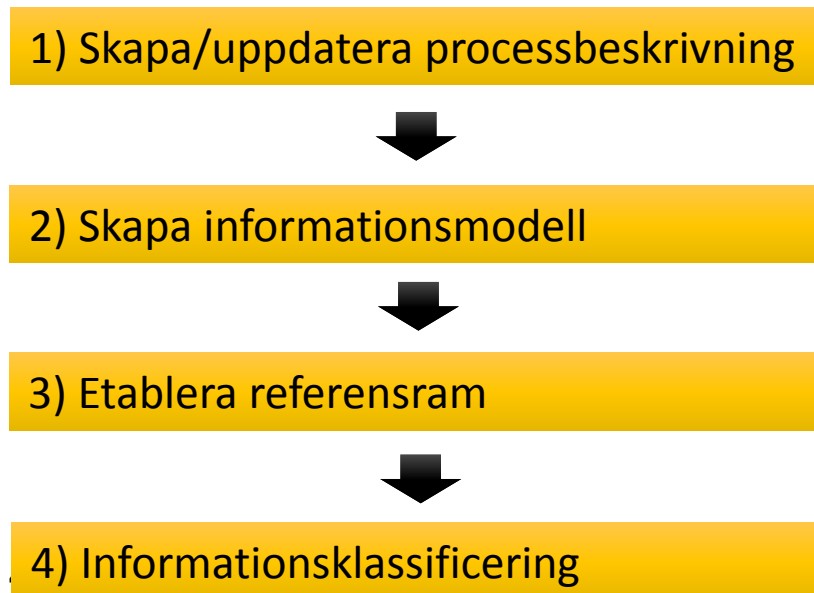 1) Skapa/uppdatera processbeskrivning
2) Skapa informationsmodell
3) Etablera referensram
4) Informationsklassificering